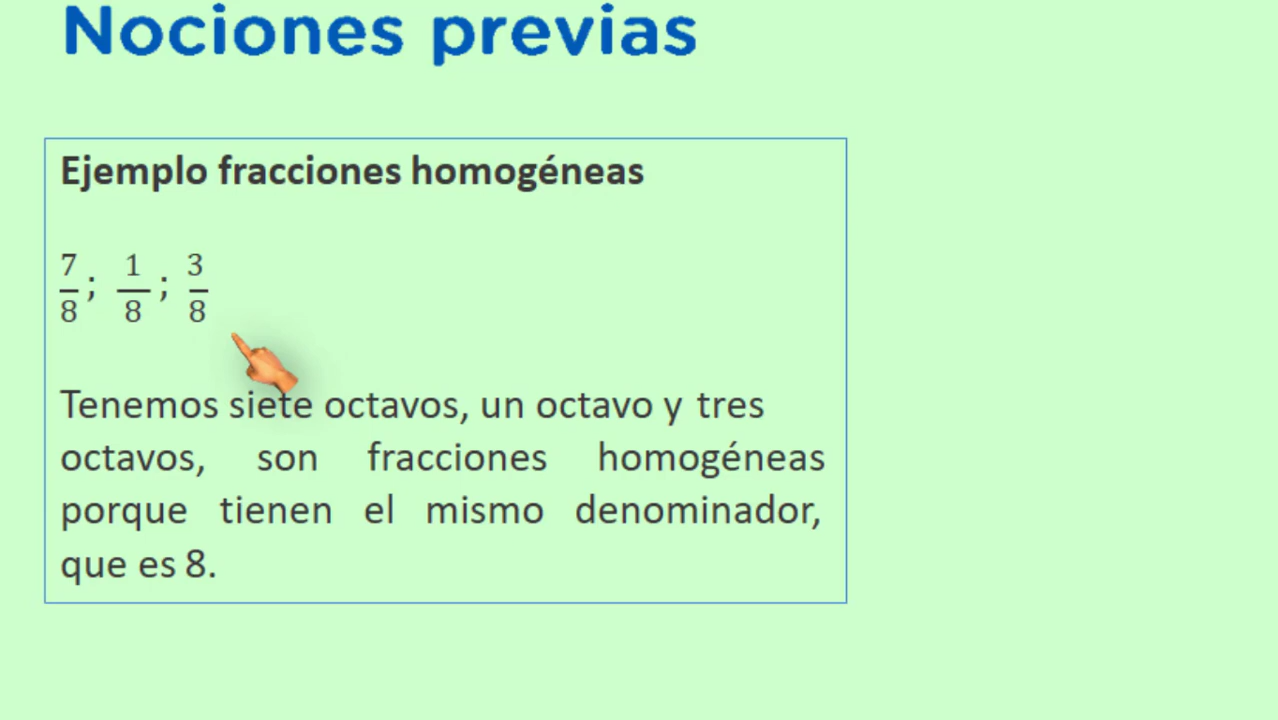 Nociones previas
Ejemplo fracciones homogéneas
7/8; 1/8; 3/8
Tenemos siete octavos, un octavo y tres
octavos, son fracciones homogéneas
porque tienen el mismo denominador,
que es 8.